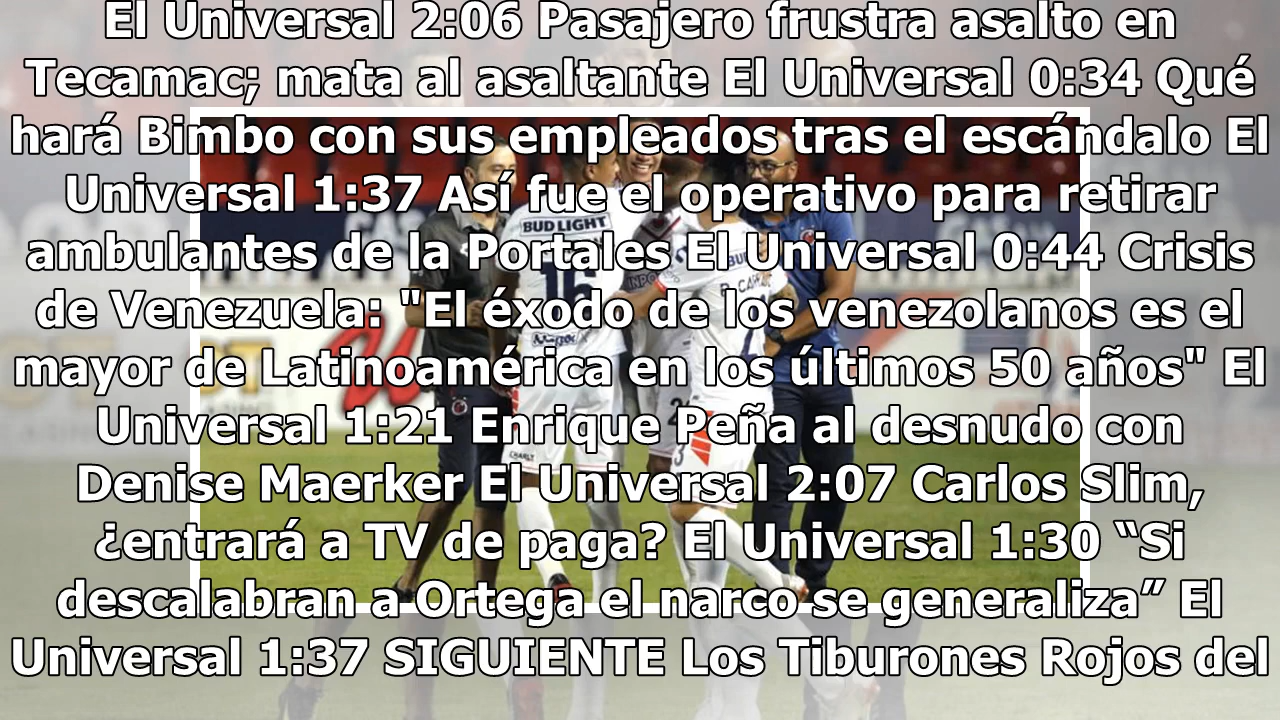 El Universal 2:06 Pasajero frustra asalto en
Tecamac; mata al asaltante El Universal 0:34 Qué
hará Bimbo con sus empleados tras el escándalo El
Universal 1:37 Así fue el operativo para retirar
ambulantes de la Portales El Universal 0:44 Crisis
de Venezuela: "El éxodo de los venezolanos es el
mayor de Latinoamérica en los últimos 50 años" El
Universal 1:21 Enrique Peña al desnudo con
Denise Maerker El Universal 2:07 Carlos Slim,
¿entrará a TV de paga? El Universal 1:30 “Si
descalabran a Ortega el narco se generaliza” El
Universal 1:37 SIGUIENTE Los Tiburones Rojos del
BUD LIGHT
16
CHARLY